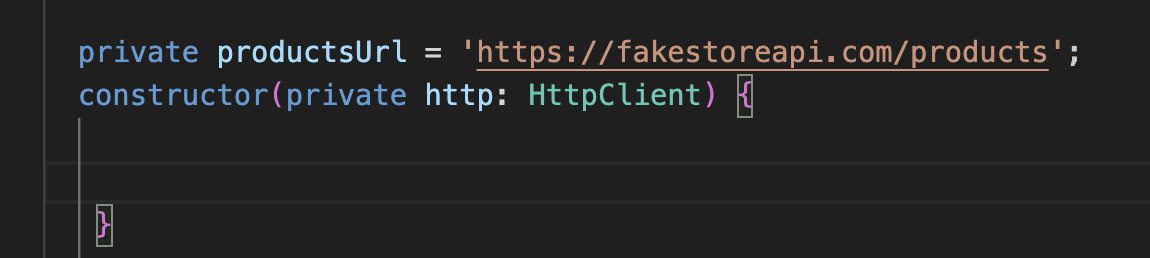 private productsUrl = 'https://fakestoreapi.com/products';
constructor(private http: HttpClient) {
}